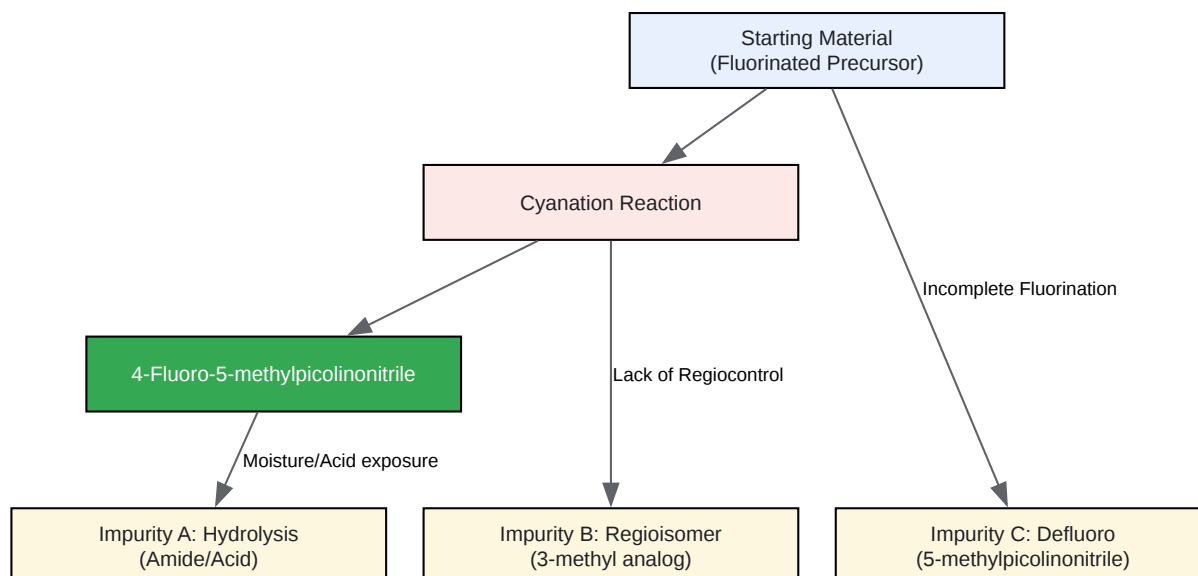 Starting Material
(Fluorinated Precursor)
Cyanation Reaction
Incomplete Fluorination
4-Fluoro-5-methylpicolinonitrile
Lack of Regiocontrol
Moisture/Acid exposure
Impurity A: Hydrolysis
(Amide/Acid)
Impurity B: Regioisomer
(3-methyl analog)
Impurity C: Defluoro
(5-methylpicolinonitrile)